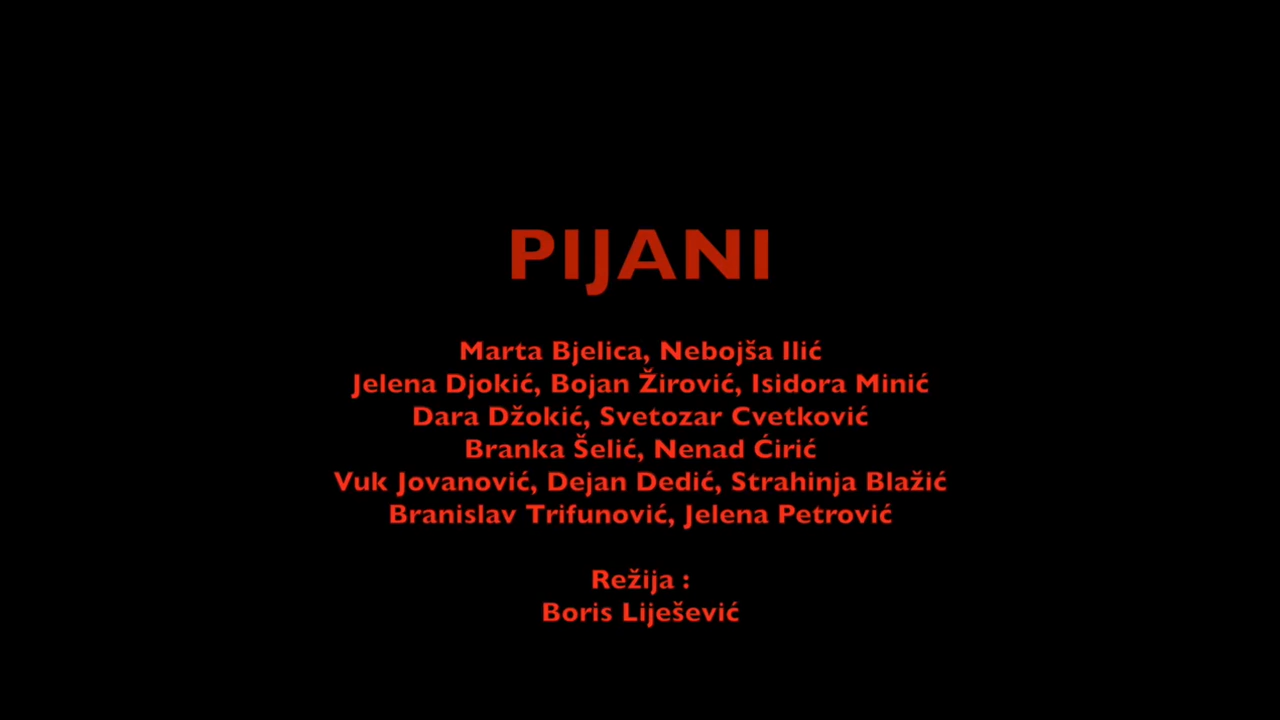 PIJANI
Marta Bjelica, Nebojša Ilić
Jelena Djokić, Bojan Žirović, Isidora Minić
Dara Džokić, Svetozar Cvetković
Branka Šelić, Nenad Ćirić
Vuk Jovanović, Dejan Dedić, Strahinja Blažić
Branislav Trifunović, Jelena Petrović
Režija :
Boris Liješević